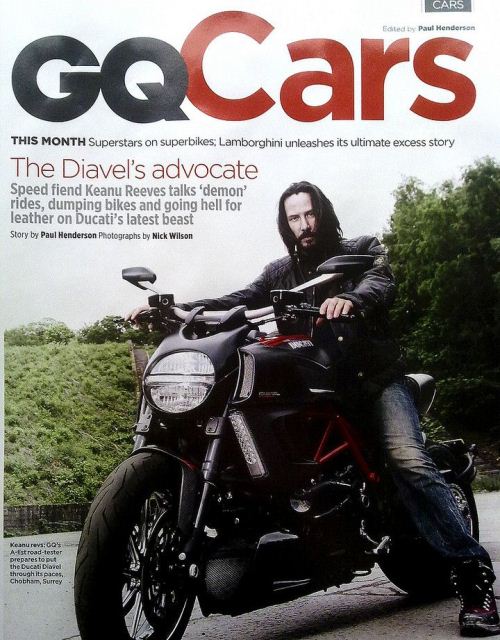 CARS
Edited by Paul Henderson
GQ Cars
THIS MONTH Superstars on superbikes; Lamborghini unleashes its ultimate excess story
The Diavel's advocate
Speed fiend Keanu Reeves talks 'demon'
rides, dumping bikes and going hell for
leather on Ducati's latest beast
Story by Paul Henderson Photographs by Nick Wilson
DUCATI
Keanu revs: GQ's
A-list road-tester
prepares to put
the Ducati Diavel
through its paces,
Chobham, Surrey